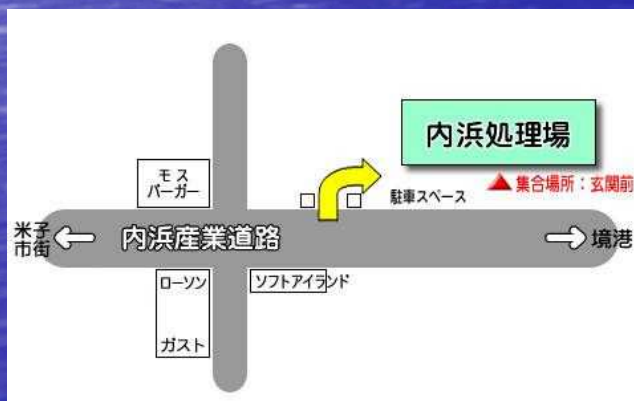 内浜処理場
▲集合場所：玄関前
モス
バーガー
駐車スペース
米子
市街
内浜産業道路
境港
ローソン
ソフトアイランド
ガスト